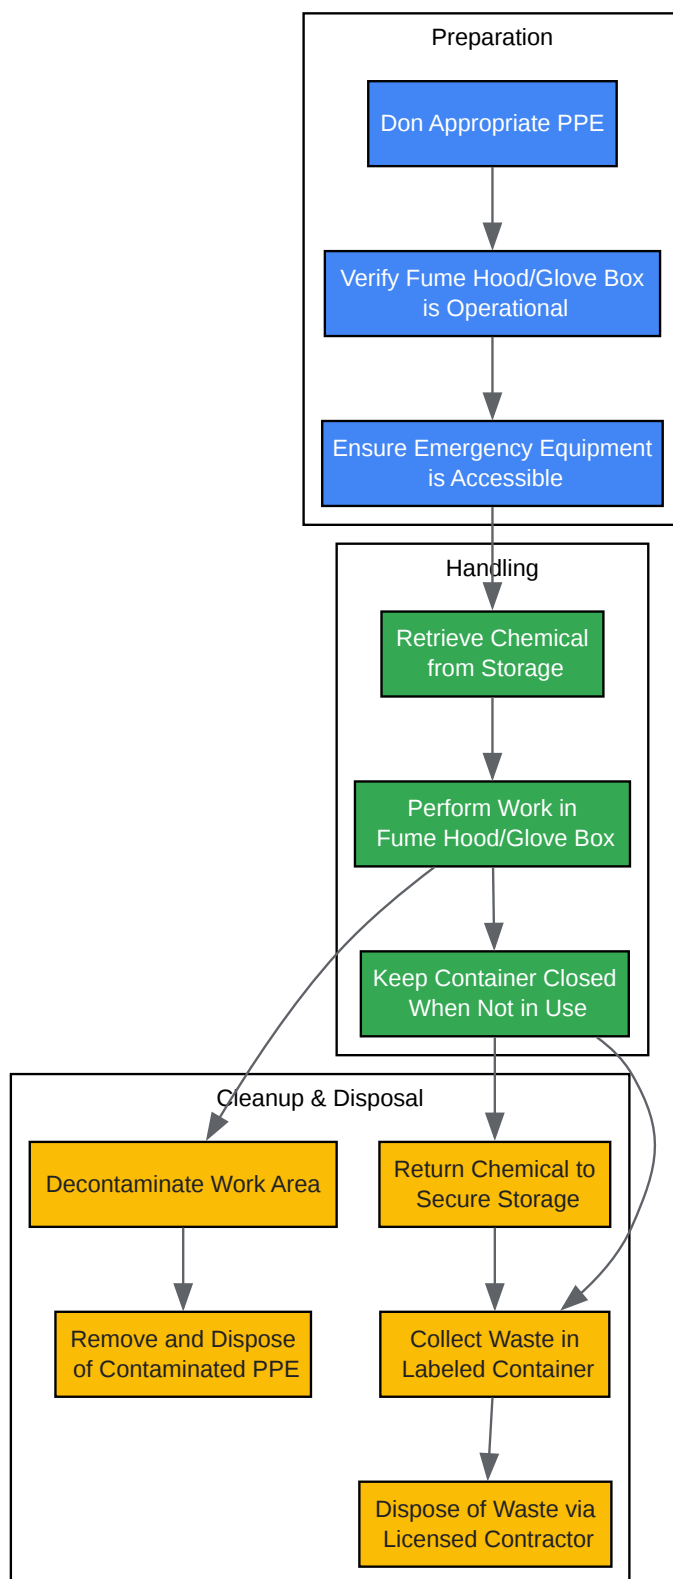 Preparation
Don Appropriate PPE
Verify Fume Hood/Glove Box
is Operational
Ensure Emergency Equipment
is Accessible
Handling
Retrieve Chemical
from Storage
Perform Work in
Fume Hood/Glove Box
Keep Container Closed
When Not in Use
Cleanup & Disposal
Decontaminate Work Area
Return Chemical to
Secure Storage
Remove and Dispose
of Contaminated PPE
Collect Waste in
Labeled Container
Dispose of Waste via
Licensed Contractor